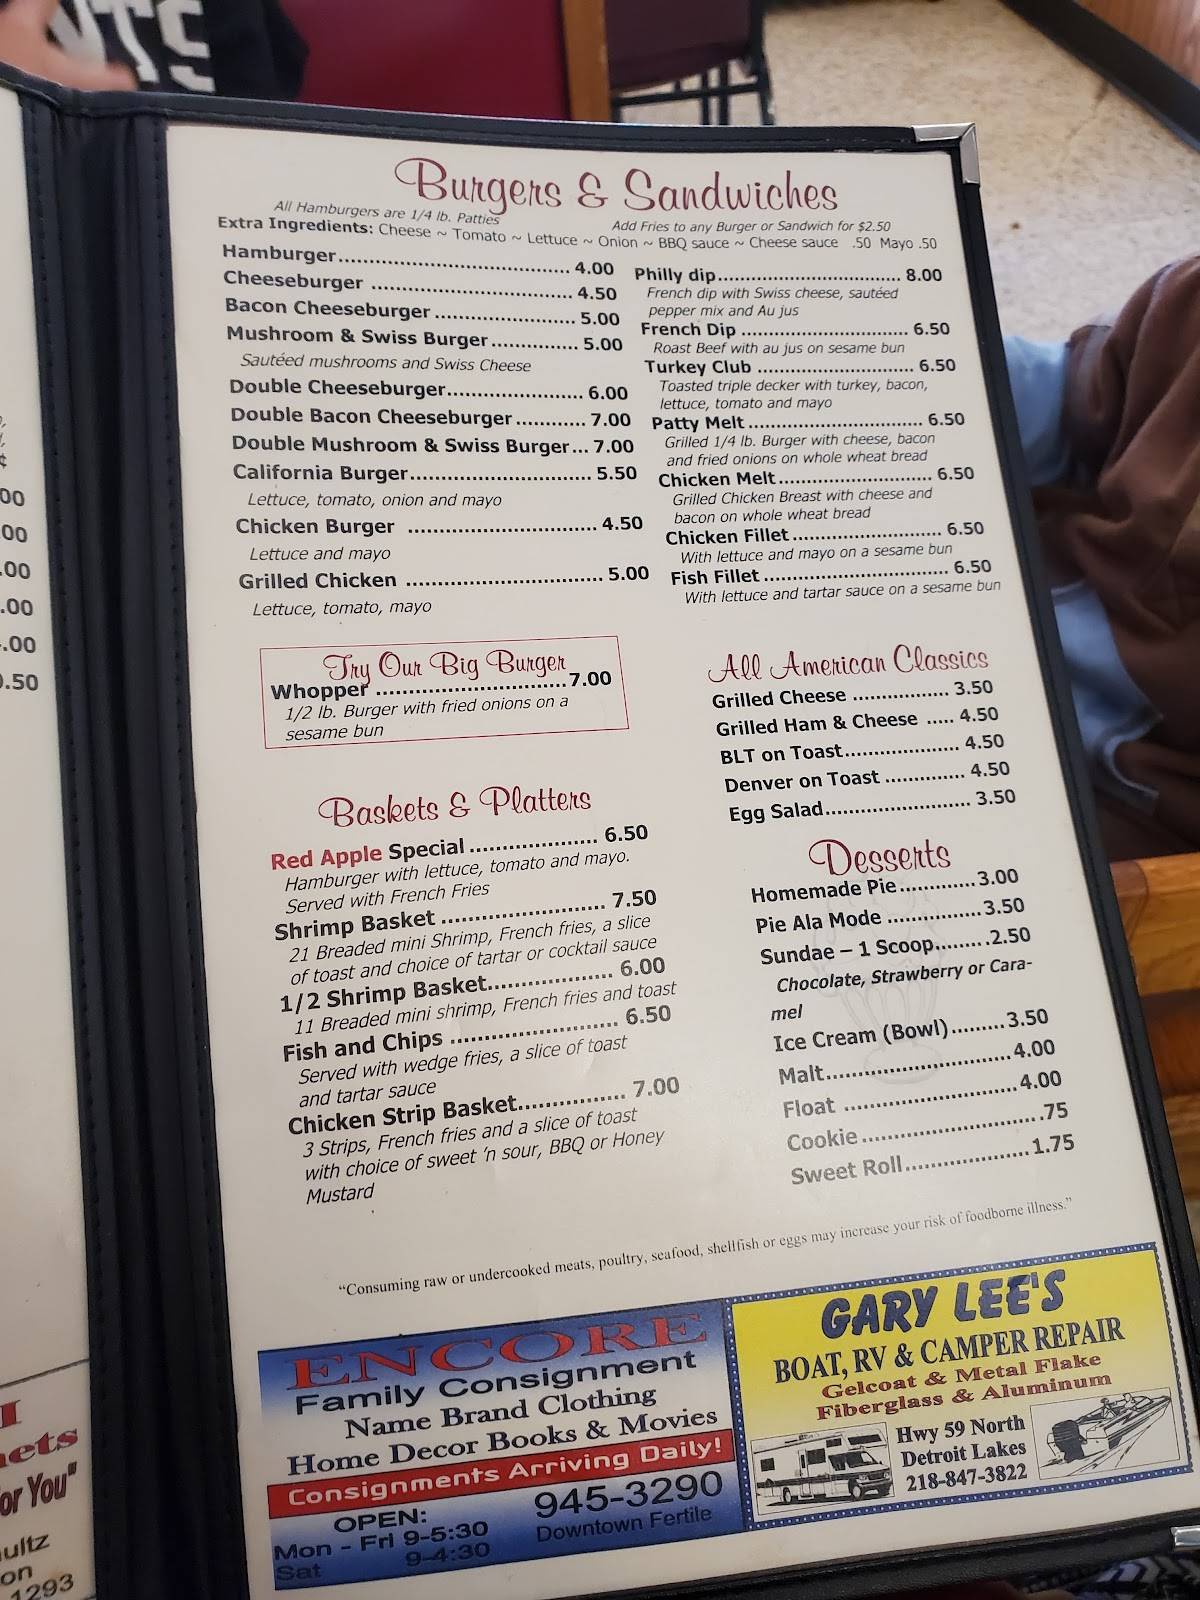 NTS
00
00
.00
.00
.00
.50
Burgers & Sandwiches
All Hamburgers are 1/4 lb. Patties
Add Fries to any Burger or Sandwich for $2.50
Extra Ingredients: Cheese ~ Tomato ~ Lettuce ~ Onion ~ BBQ sauce ~ Cheese sauce .50 Mayo .50
Hamburger.................................. 4.00
Cheeseburger .............................. 4.50
Bacon Cheeseburger ..................... 5.00
Mushroom & Swiss Burger............. 5.00
Sautéed mushrooms and Swiss Cheese
Double Cheeseburger........................ 6.00
Double Bacon Cheeseburger ............ 7.00
Double Mushroom & Swiss Burger... 7.00
California Burger............................... 5.50
Lettuce, tomato, onion and mayo
Chicken Burger ................................ 4.50
Lettuce and mayo
Grilled Chicken ................................. 5.00
Lettuce, tomato, mayo
Philly dip................................. 8.00
French dip with Swiss cheese, sautéed
pepper mix and Au jus
French Dip .............................. 6.50
Roast Beef with au jus on sesame bun
Turkey Club ............................ 6.50
Toasted triple decker with turkey, bacon,
lettuce, tomato and mayo
Patty Melt ............................... 6.50
Grilled 1/4 lb. Burger with cheese, bacon
and fried onions on whole wheat bread
Chicken Melt............................ 6.50
Grilled Chicken Breast with cheese and
bacon on whole wheat bread
Chicken Fillet ........................... 6.50
With lettuce and mayo on a sesame bun
Fish Fillet ................................. 6.50
With lettuce and tartar sauce on a sesame bun
Try Our Big Burger
Whopper ...............................7.00
1/2 lb. Burger with fried onions on a
sesame bun
Baskets & Platters
Red Apple Special .................... 6.50
Hamburger with lettuce, tomato and mayo.
Served with French Fries
Shrimp Basket .......................... 7.50
21 Breaded mini Shrimp, French fries, a slice
of toast and choice of tartar or cocktail sauce
1/2 Shrimp Basket.................... 6.00
11 Breaded mini shrimp, French fries and toast
Fish and Chips .......................... 6.50
Served with wedge fries, a slice of toast
and tartar sauce
Chicken Strip Basket................. 7.00
3 Strips, French fries and a slice of toast
with choice of sweet 'n sour, BBQ or Honey
Mustard
All American Classics
Grilled Cheese ................. 3.50
Grilled Ham & Cheese ..... 4.50
BLT on Toast.................... 4.50
Denver on Toast .............. 4.50
Egg Salad......................... 3.50
Desserts
Homemade Pie.............3.00
Pie Ala Mode ................3.50
Sundae – 1 Scoop.........2.50
Chocolate, Strawberry or Cara-
mel
Ice Cream (Bowl).........3.50
Malt...............................4.00
Float .............................4.00
Cookie..............................75
Sweet Roll.....................1.75
"Consuming raw or undercooked meats, poultry, seafood, shellfish or eggs may increase your risk of foodborne illness."
ENCORE
Family Consignment
Name Brand Clothing
Home Decor Books & Movies
Consignments Arriving Daily!
OPEN:
Mon - Fri 9-5:30
Sat 9-4:30
945-3290
Downtown Fertile
GARY LEE'S
BOAT, RV & CAMPER REPAIR
Gelcoat & Metal Flake
Fiberglass & Aluminum
Hwy 59 North
Detroit Lakes
218-847-3822
I
nets
or You"
ultz
on
1293